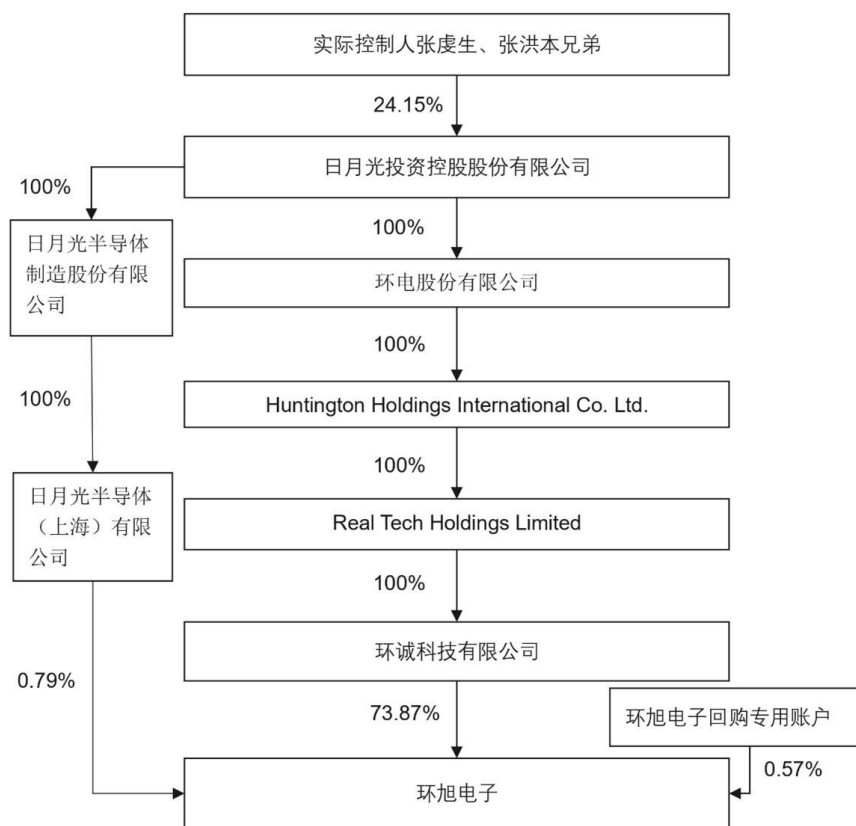 实际控制人张虔生、张洪本兄弟
24.15%
日月光投资控股股份有限公司
100%
100%
日月光半导体
制造股份有限
公司
环电股份有限公司
100%
100%
Huntington Holdings International Co. Ltd.
100%
日月光半导体
（上海）有限
公司
Real Tech Holdings Limited
100%
环诚科技有限公司
0.79%
73.87%
环旭电子回购专用账户
0.57%
环旭电子